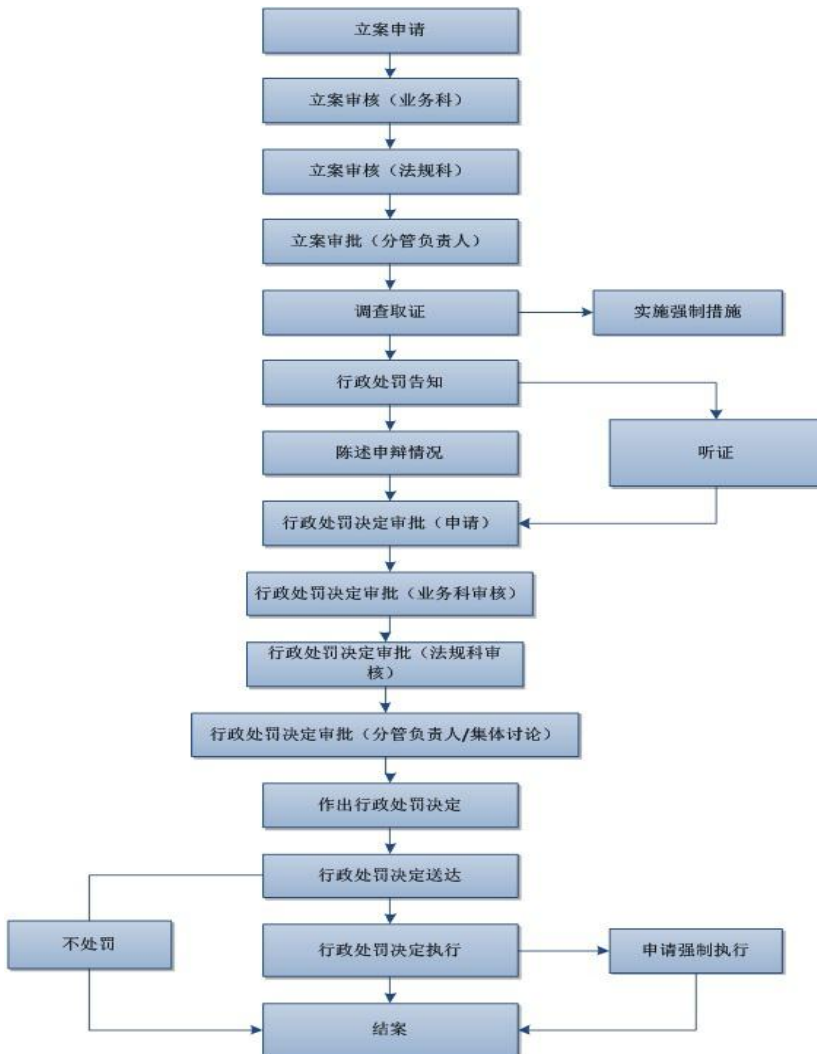 立案申请
立案审核（业务科）
立案审核（法规科）
立案审批（分管负责人）
调查取证
实施强制措施
行政处罚告知
陈述申辩情况
听证
行政处罚决定审批（申请）
行政处罚决定审批（业务科审核）
行政处罚决定审批（法规科审
核）
行政处罚决定审批（分管负责人/集体讨论）
作出行政处罚决定
行政处罚决定送达
不处罚
行政处罚决定执行
申请强制执行
结案